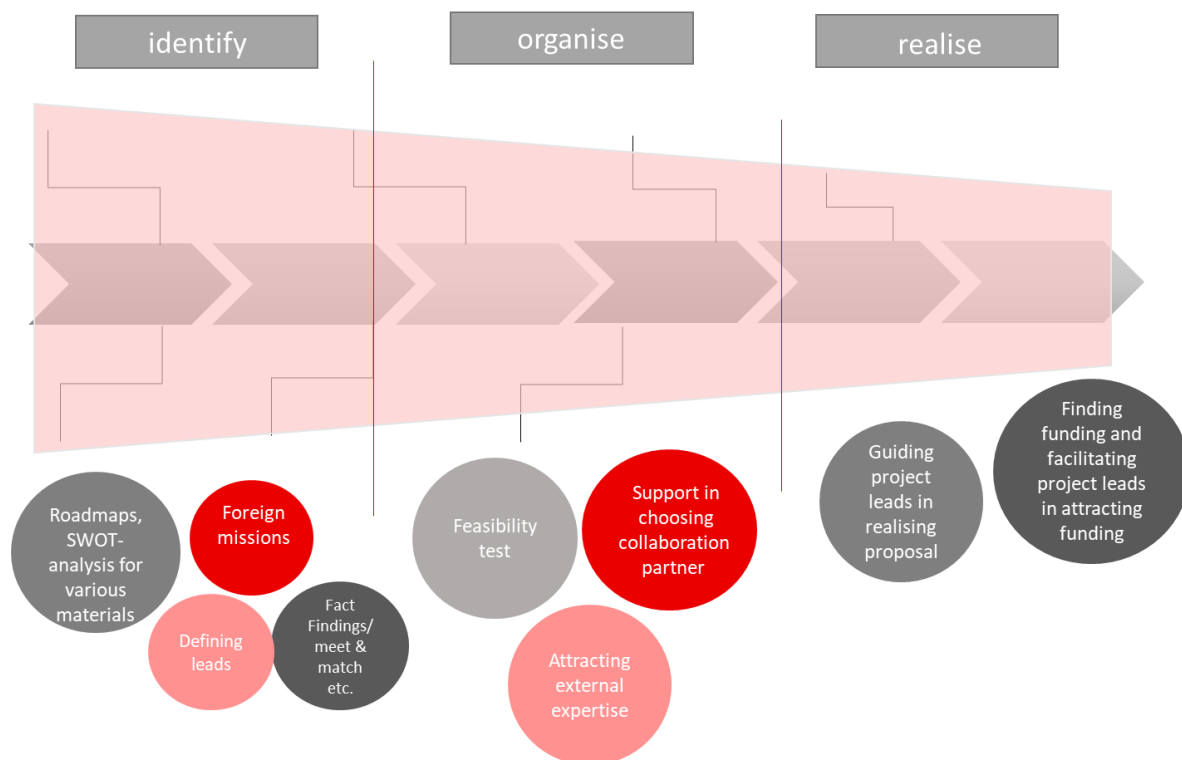 identify
organise
realise
Roadmaps,
SWOT-
analysis for
various
materials
Foreign
missions
Defining
leads
Fact
Findings/
meet &
match
etc.
Feasibility
test
Support in
choosing
collaboration
partner
Attracting
external
expertise
Guiding
project
leads in
realising
proposal
Finding
funding and
facilitating
project leads
in attracting
funding